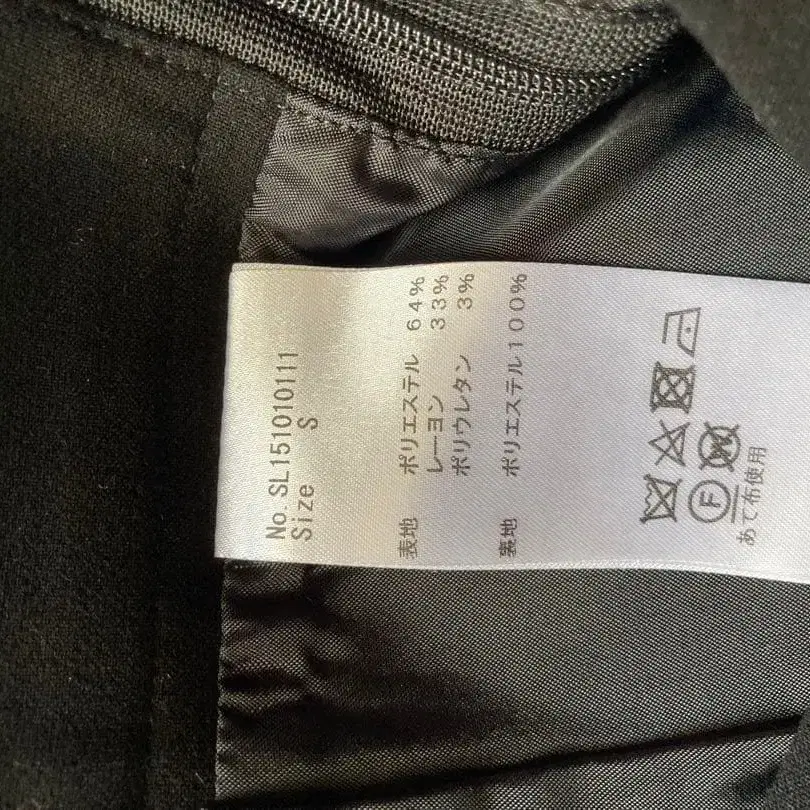 No. SL151010111
Size S
表地 ポリエステル 64%
レーヨン 33%
ポリウレタン 3%
裏地 ポリエステル100%
W
F
あて布使用